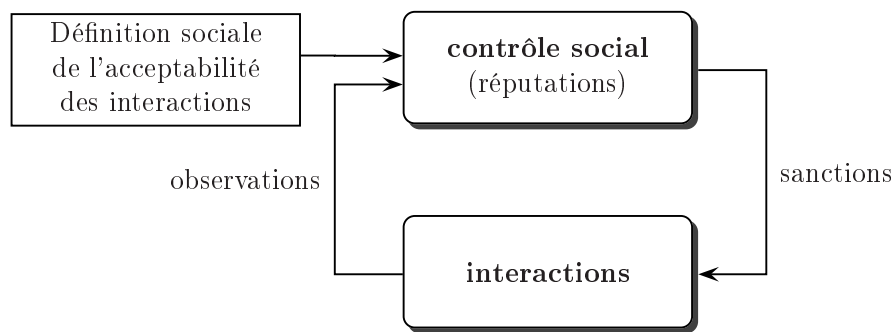 Définition sociale
de l'acceptabilité
des interactions
contrôle social
(réputations)
observations
sanctions
interactions